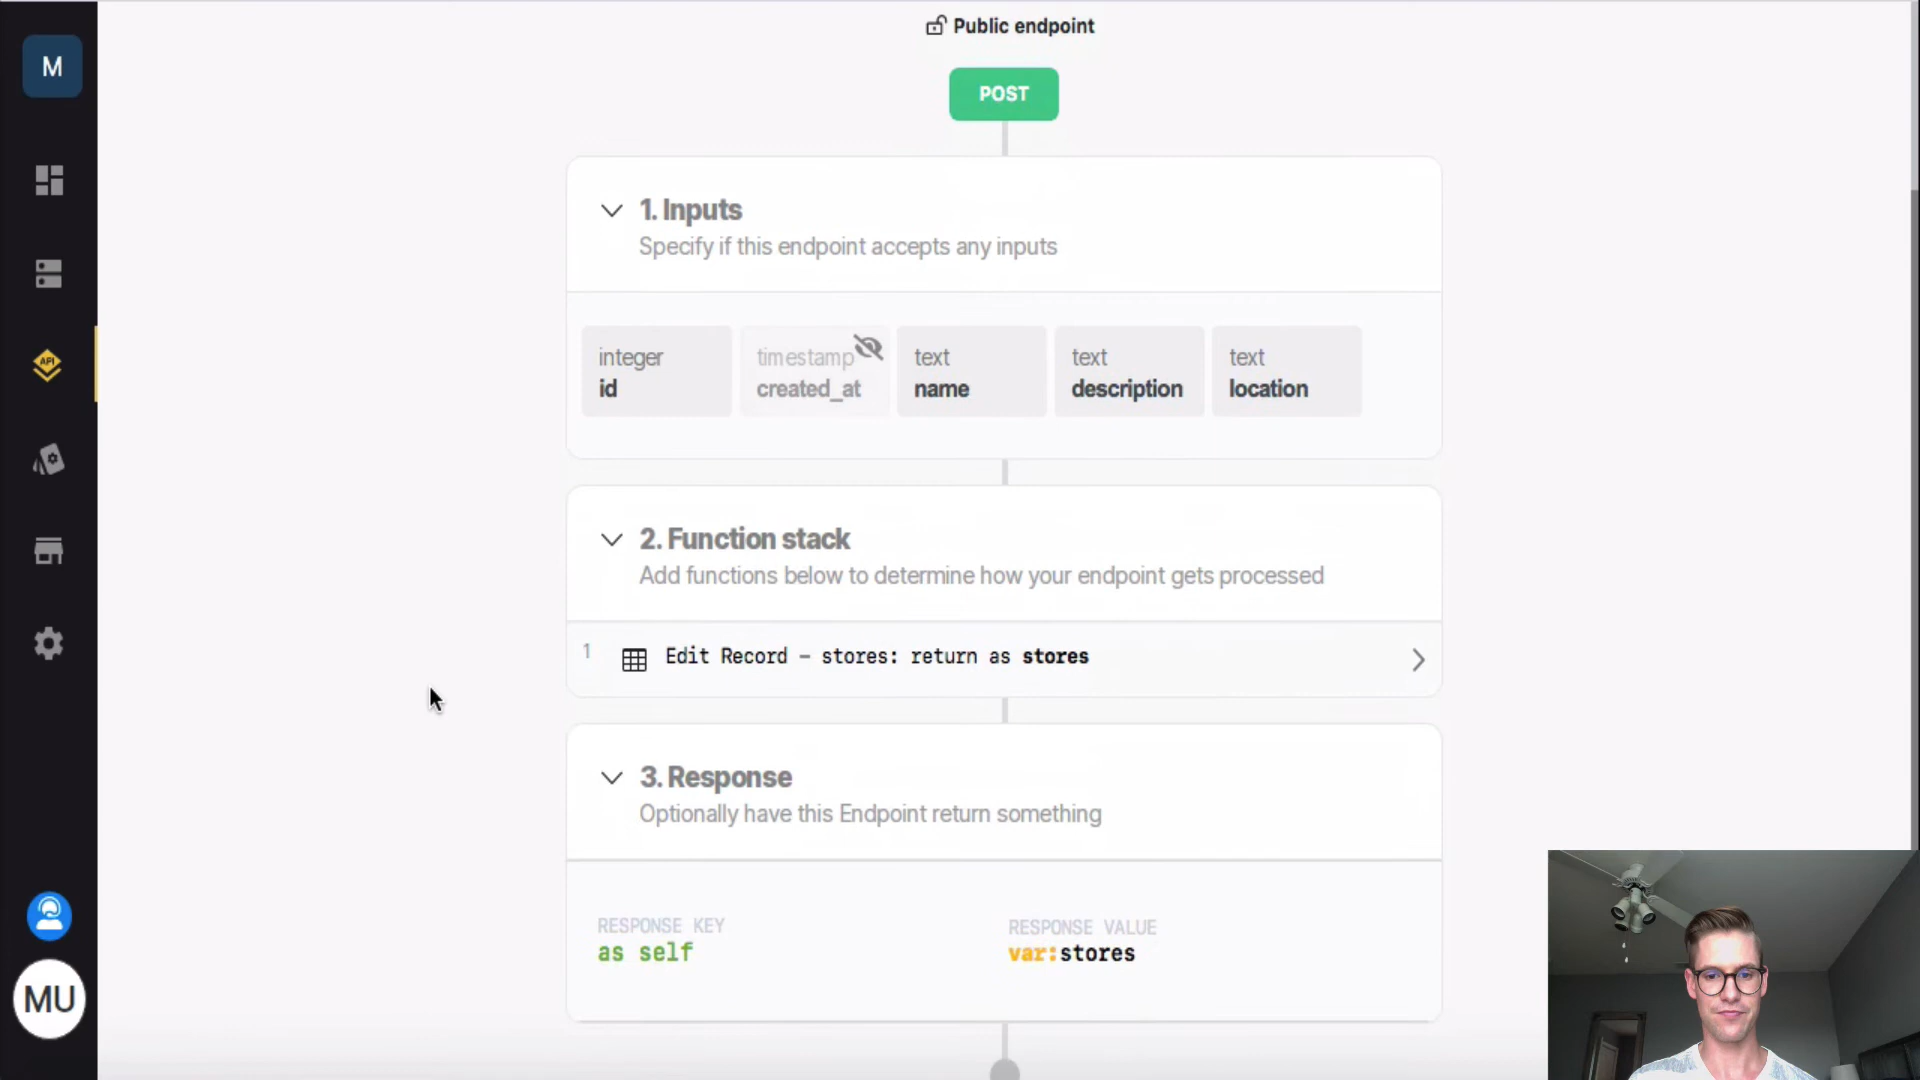 M
Public endpoint
POST
1. Inputs
Specify if this endpoint accepts any inputs
integer
id
timestamp
created_at
text
name
text
description
text
location
API
2. Function stack
Add functions below to determine how your endpoint gets processed
1 Edit Record - stores: return as stores
3. Response
Optionally have this Endpoint return something
RESPONSE KEY
as self
RESPONSE VALUE
var:stores
MU